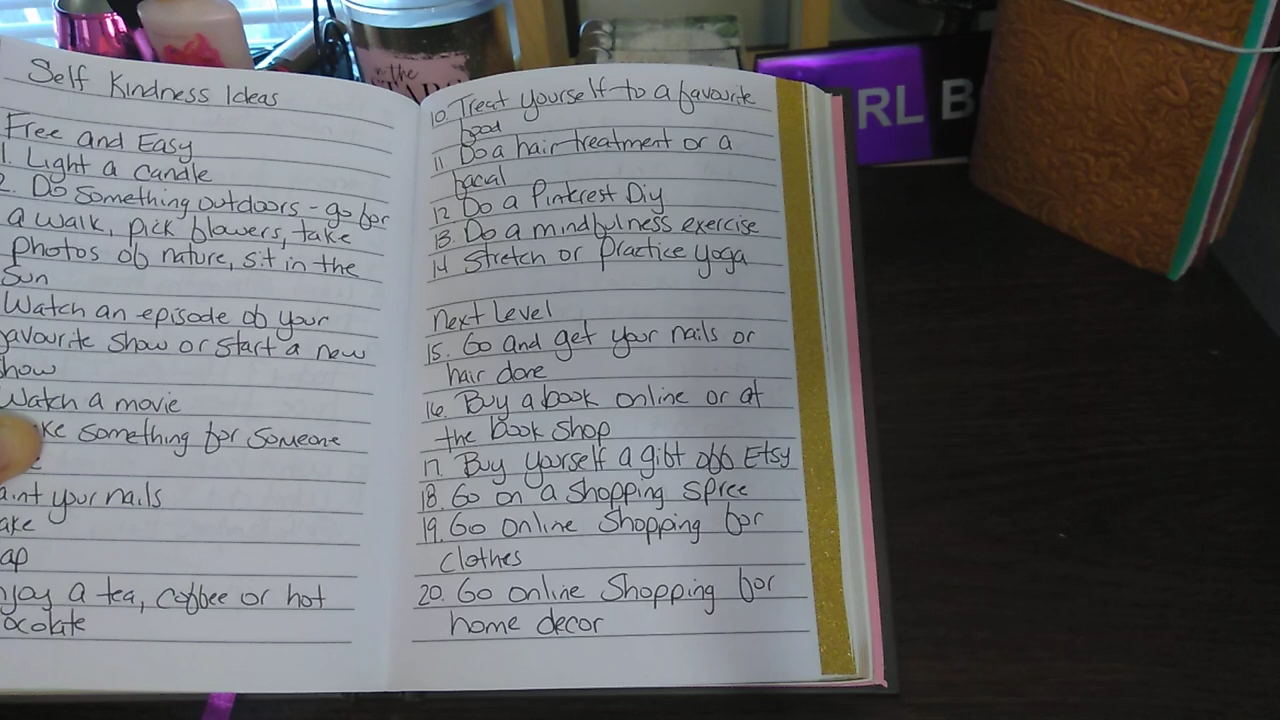 Self Kindness Ideas
Free and Easy
1. Light a candle
2. Do Something outdoors - go for
a walk, pick flowers, take
photos of nature, sit in the
Sun
Watch an episode of your
favourite Show or start a new
show
Watch a movie
ke something for Someone
e
aint your nails
ake
ap
njoy a tea, coffee or hot
ocolate
10. Treat yourself to a favourite
food
11 Do a hair treatment or a
facial
12 Do a Pintrest Diy
13. Do a mindfulness exercise
14 Stretch or Practice yoga
next Level
15. Go and get your nails or
hair done
16. Buy a book online or at
the book Shop
17 Buy yourself a gift off Etsy
18. Go on a Shopping Spree
19. Go Online Shopping for
Clothes
20. Go online Shopping for
home decor
in the
RL B